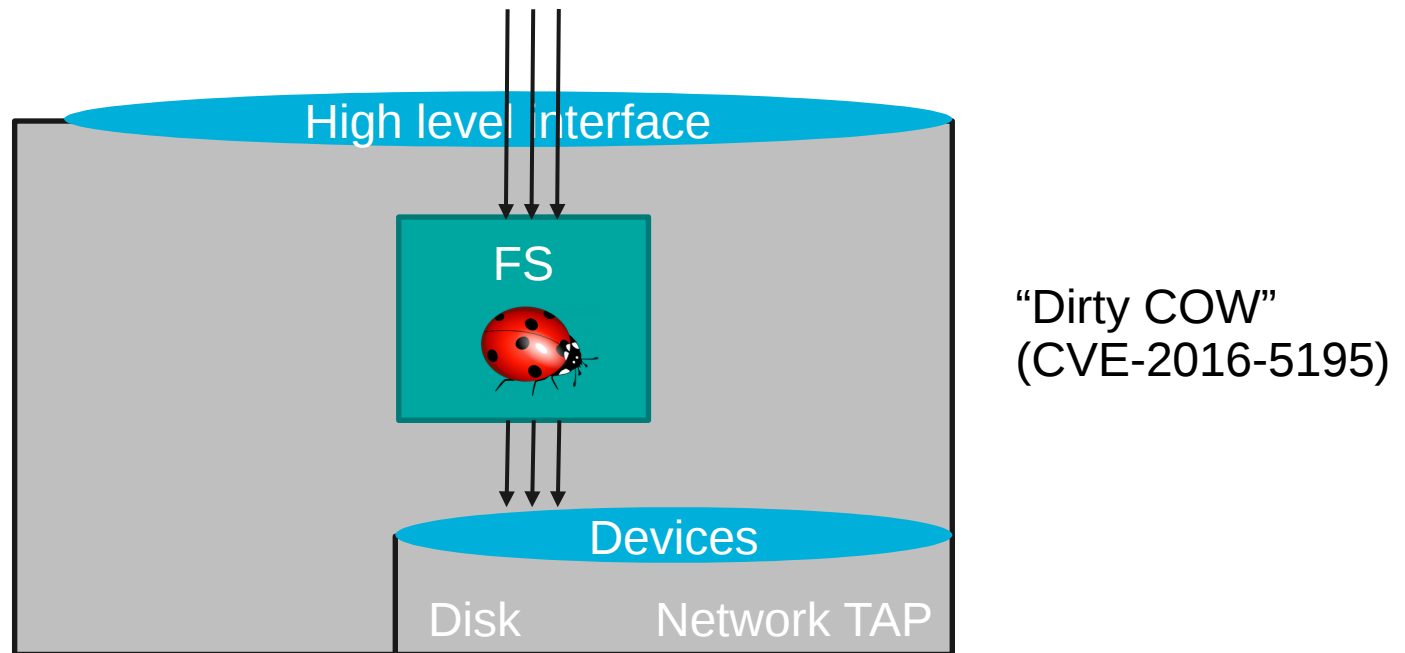 High level interface
FS
“Dirty COW”
(CVE-2016-5195)
Devices
Disk
Network TAP